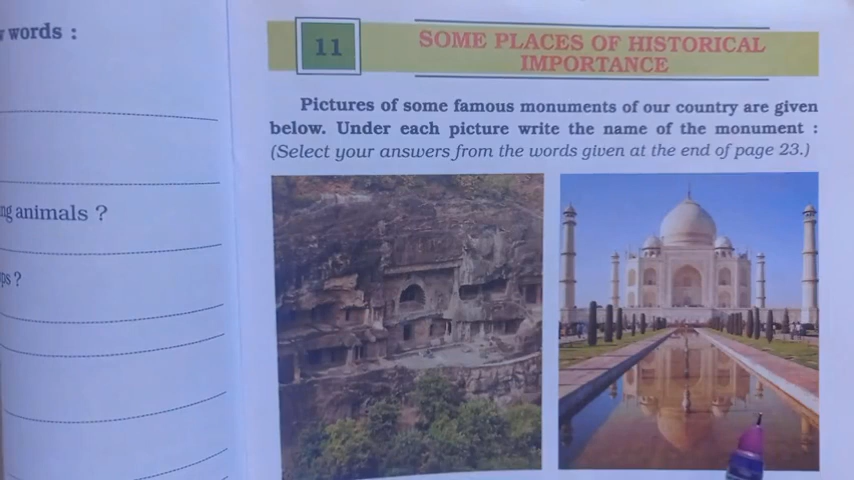 words :
animals ?
11
SOME PLACES OF HISTORICAL
IMPORTANCE
Pictures of some famous monuments of our country are given
below. Under each picture write the name of the monument :
(Select your answers from the words given at the end of page 23.)